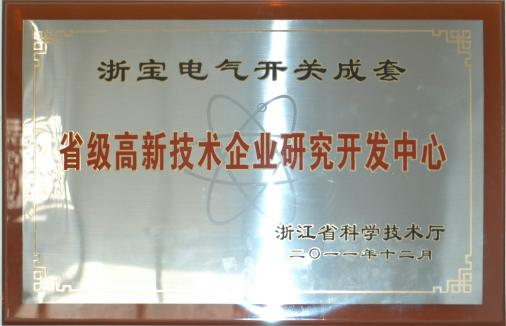 浙宝电气开关成套
省级高新技术企业研究开发中心
浙江省科学技术厅
二〇一一年十二月